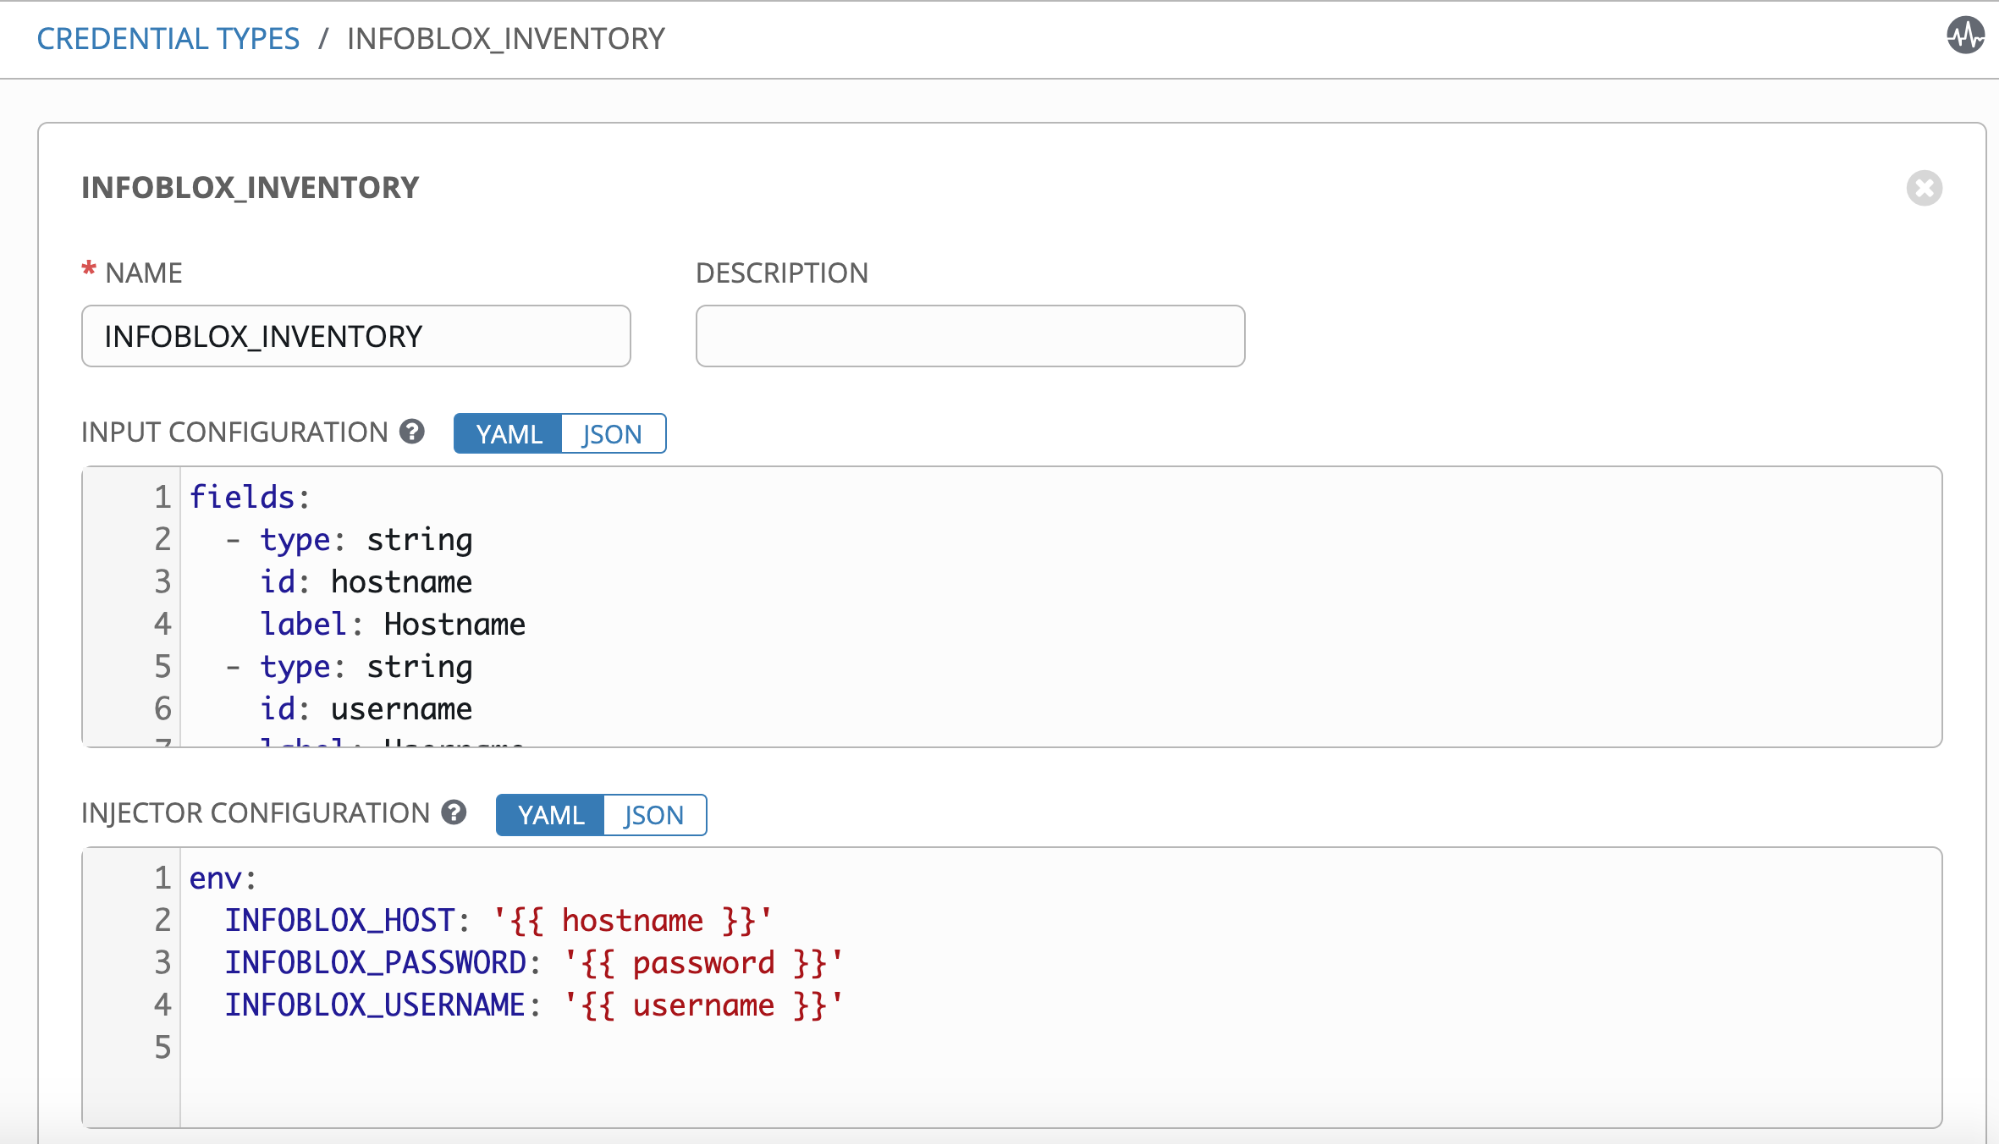 CREDENTIAL TYPES / INFOBLOX_INVENTORY
INFOBLOX_INVENTORY
* NAME
DESCRIPTION
INFOBLOX_INVENTORY
INPUT CONFIGURATION ? YAML JSON
1 fields:
2   - type: string
3     id: hostname
4     label: Hostname
5   - type: string
6     id: username
7     label: Username
INJECTOR CONFIGURATION ? YAML JSON
1 env:
2   INFOBLOX_HOST: '{{ hostname }}'
3   INFOBLOX_PASSWORD: '{{ password }}'
4   INFOBLOX_USERNAME: '{{ username }}'
5